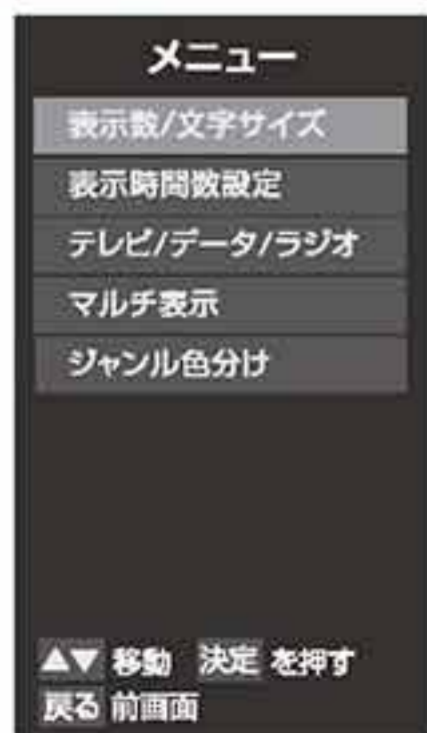 メニュー
表示数/文字サイズ
表示時間数設定
テレビ/データ/ラジオ
マルチ表示
ジャンル色分け
▲▼ 移動 決定 を押す
戻る 前画面